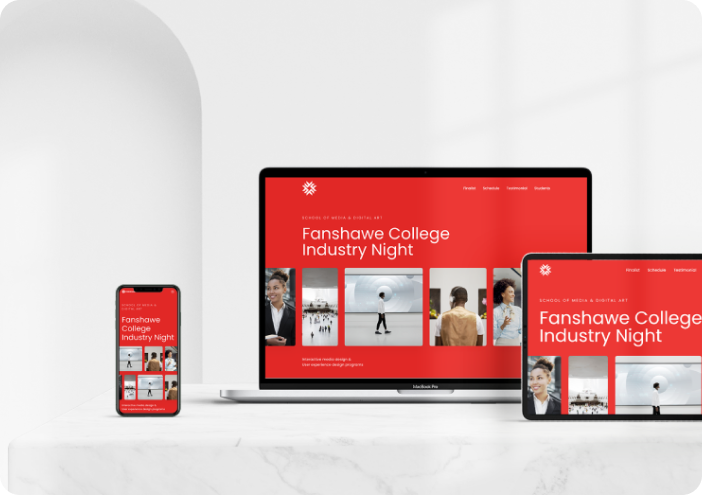 Finalist Schedule Testimonial Students
SCHOOL OF MEDIA & DIGITAL ART
Fanshawe College
Industry Night
interactive media design &
user experience design programs
MacBook Pro
SCHOOL OF MEDIA &
DIGITAL ART
Fanshawe
College
Industry Night
interactive media design &
user experience design programs
Finalist Schedule Testimonial
SCHOOL OF MEDIA & DIGITAL ART
Fanshawe College
Industry Night